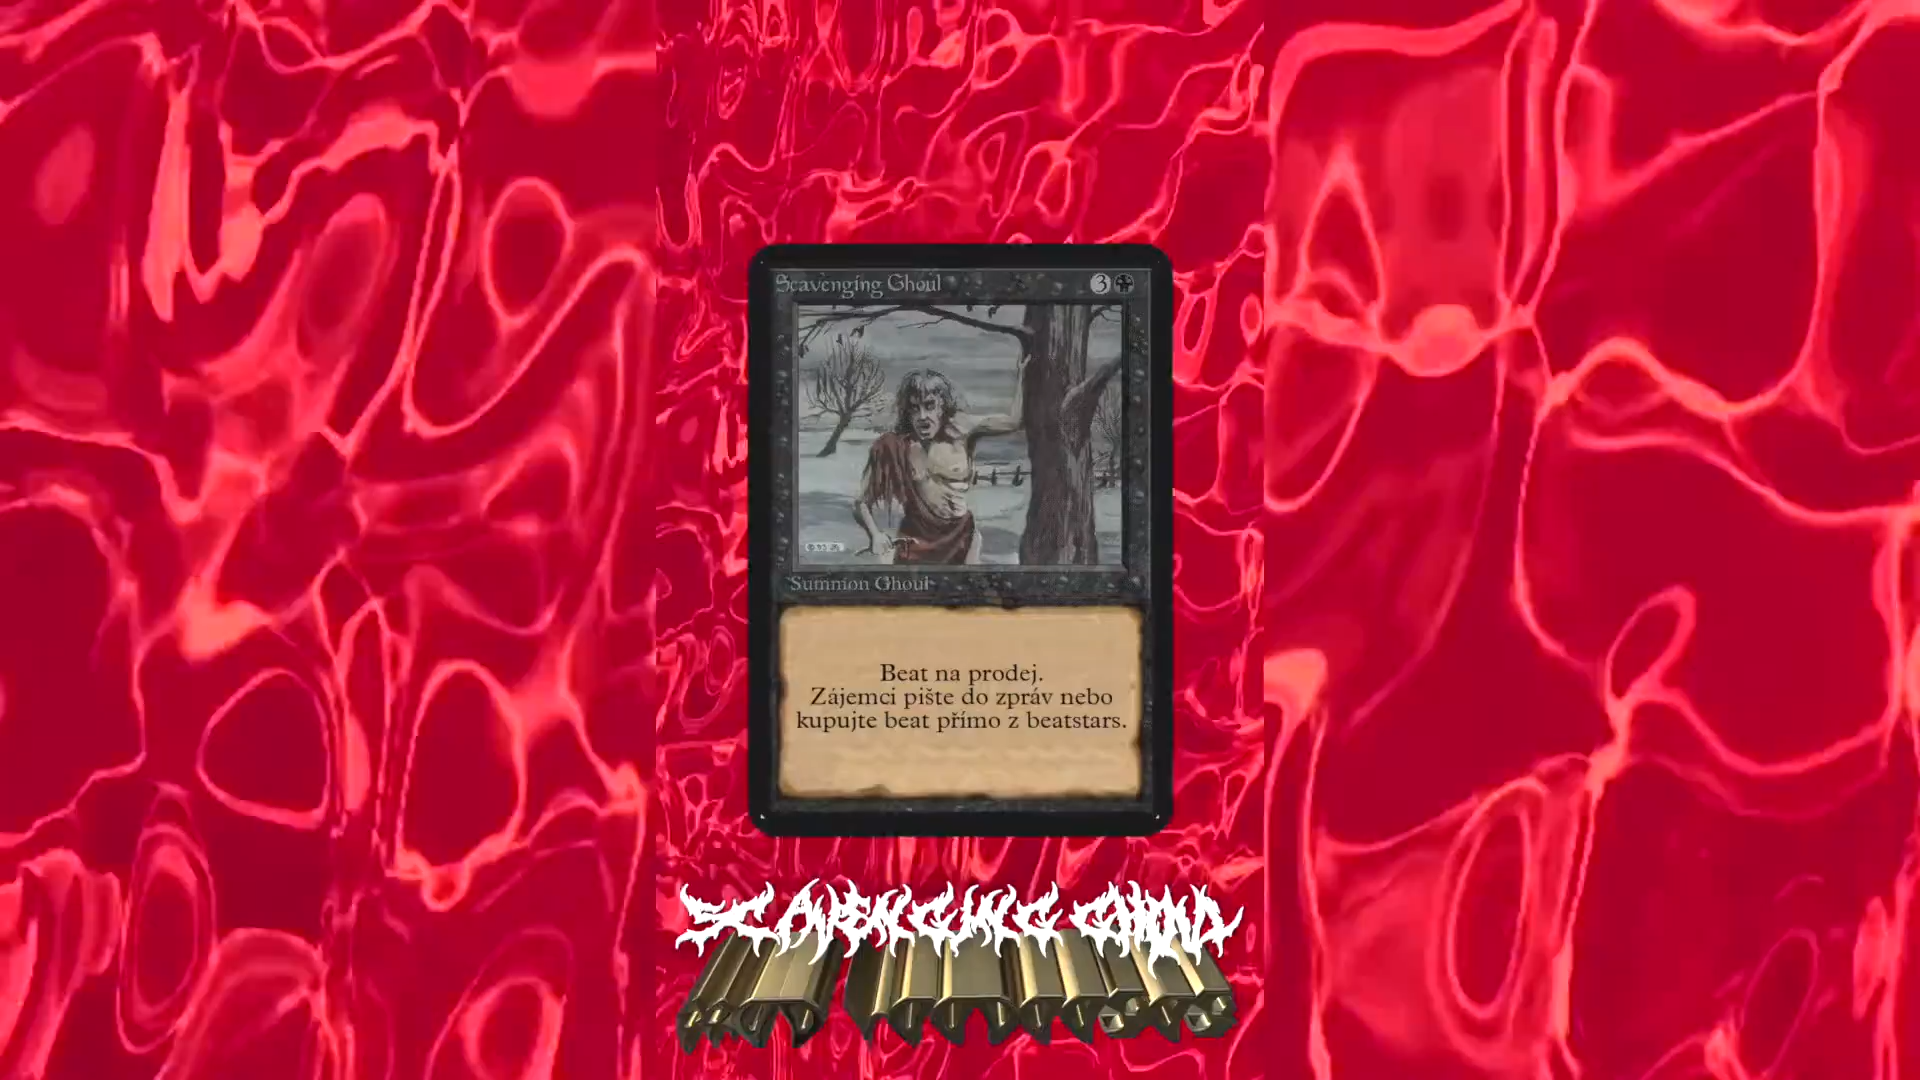 Scavenging Ghoul 3
Summon Ghoul
Beat na prodej.
Zájemci pište do zpráv nebo
kupujte beat přímo z beatstars.
SCAVENGING GHOUL